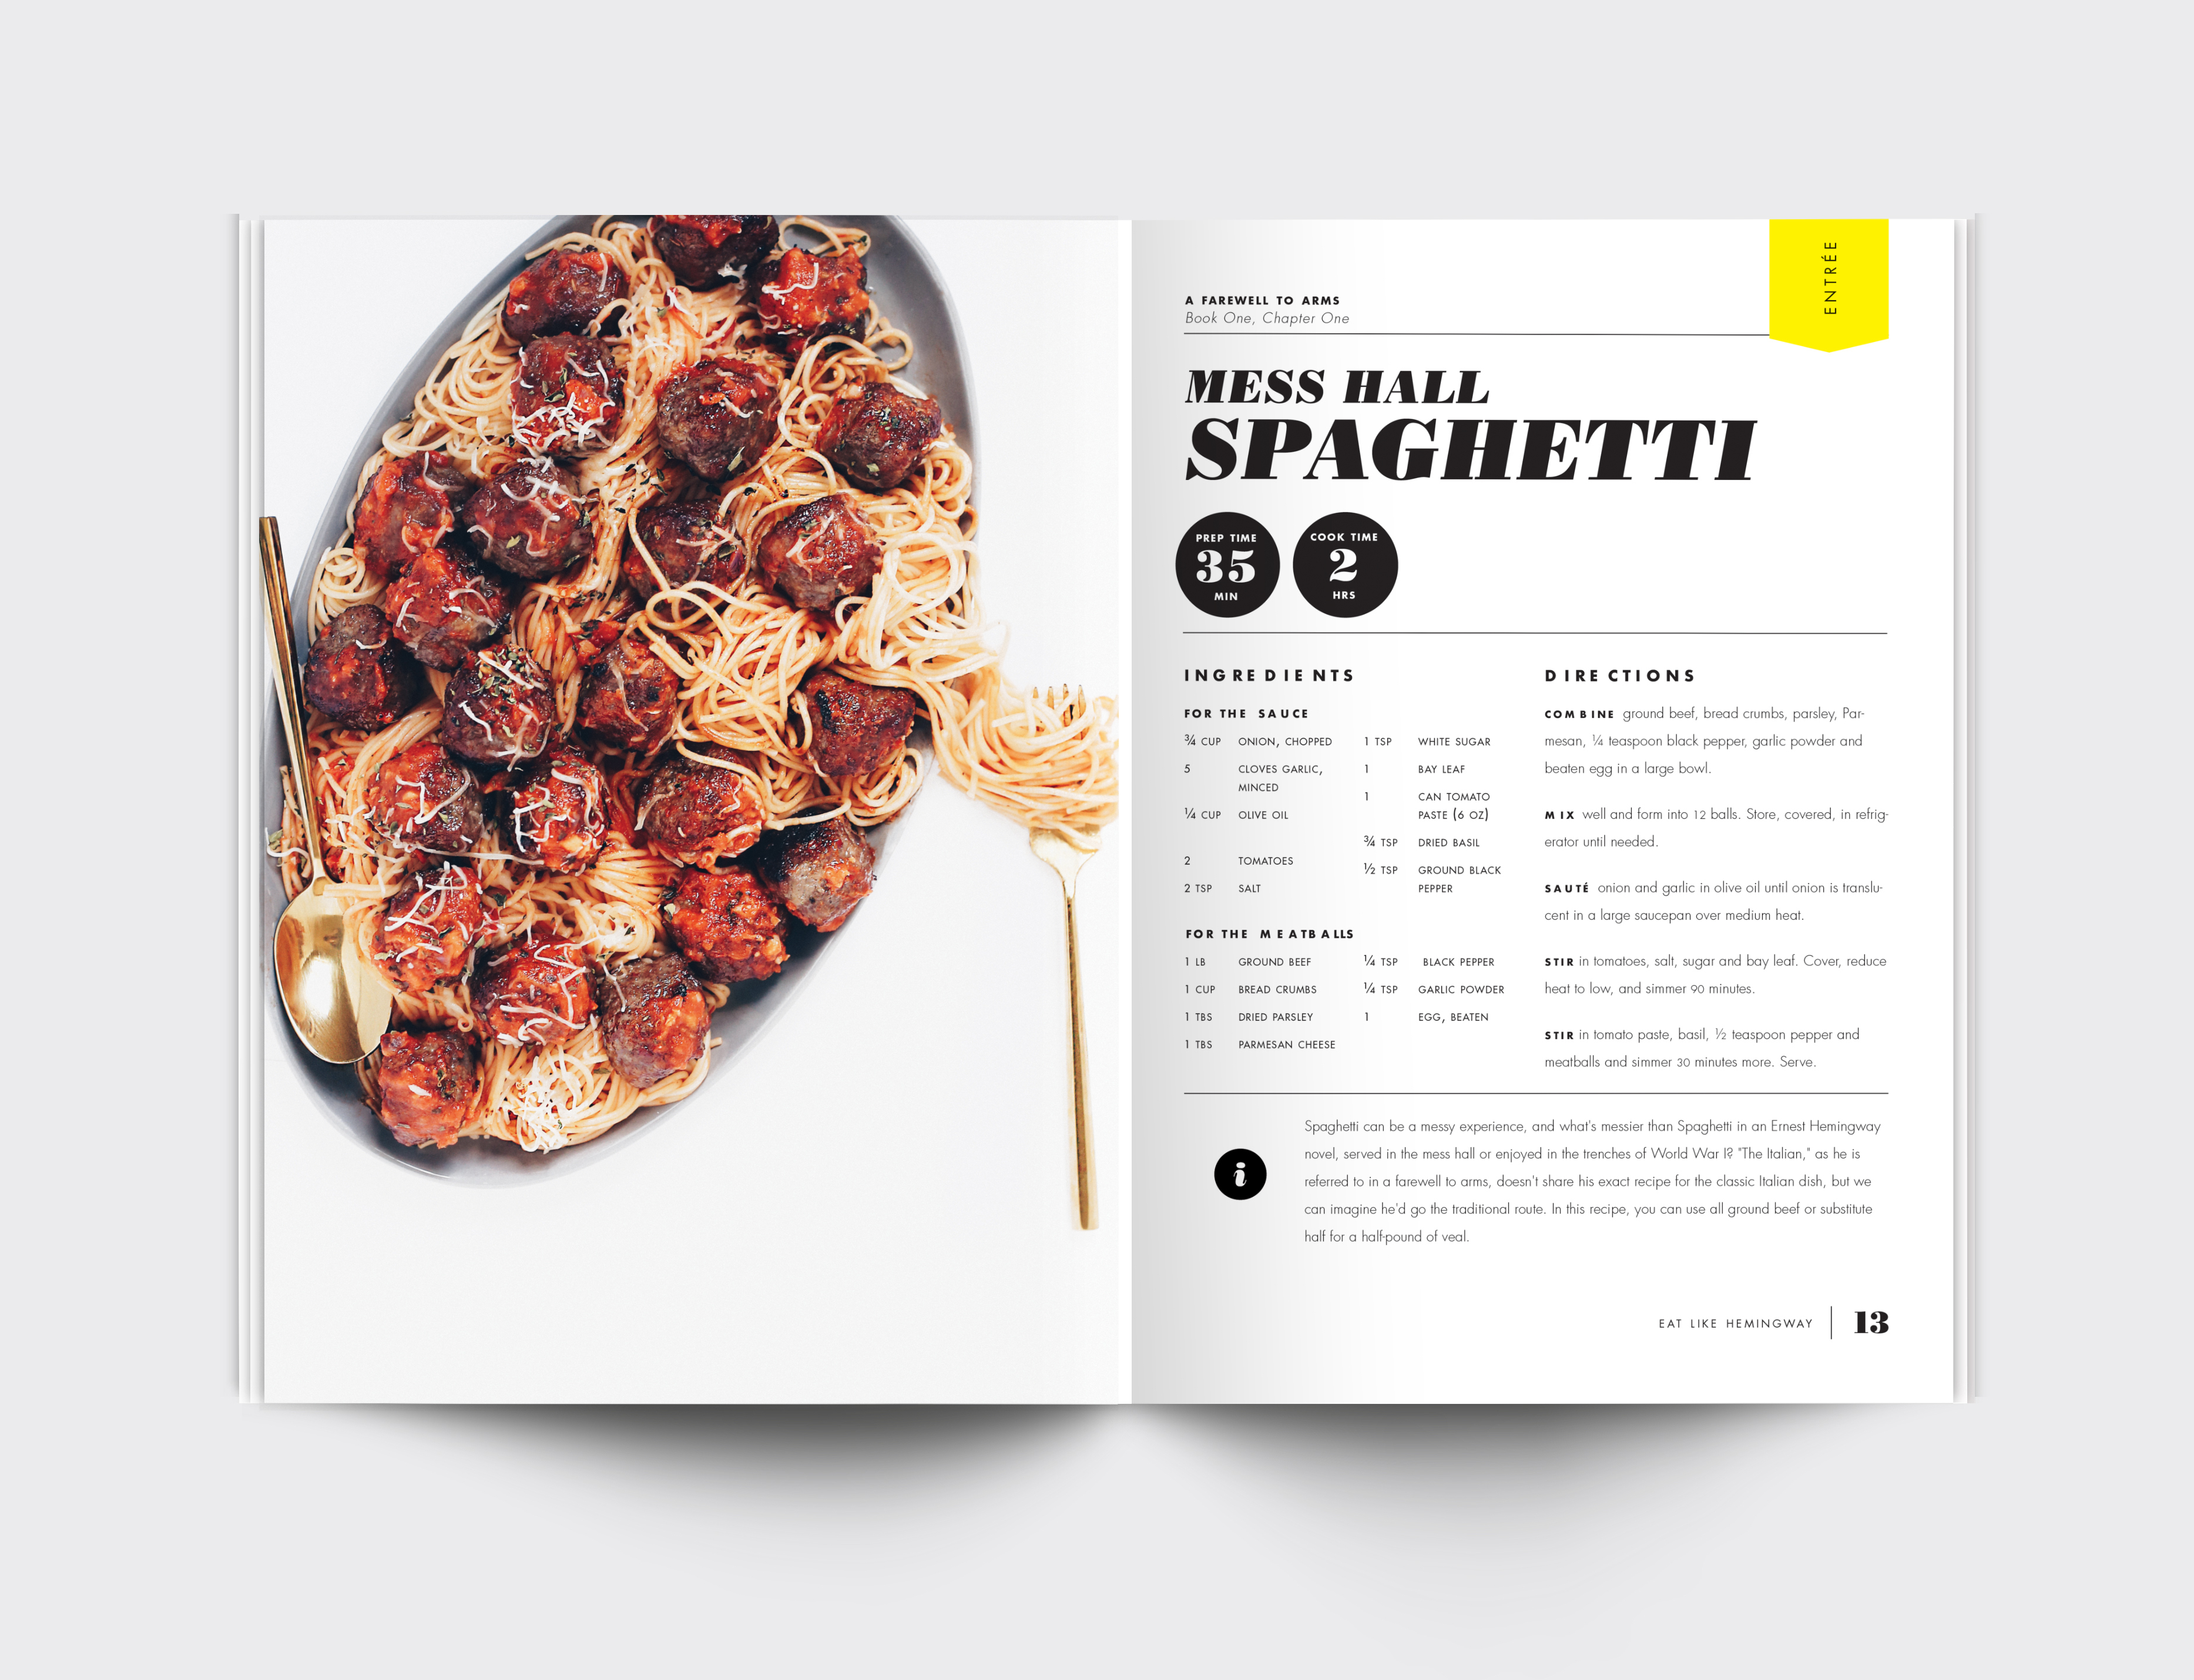 ENTRÉE
A FAREWELL TO ARMS
Book One, Chapter One
MESS HALL
SPAGHETTI
PREP TIME
35
MIN
COOK TIME
2
HRS
INGREDIENTS
FOR THE SAUCE
¾ CUP ONION, CHOPPED
5 CLOVES GARLIC,
MINCED
¼ CUP OLIVE OIL
2 TOMATOES
2 TSP SALT
1 TSP WHITE SUGAR
1 BAY LEAF
1 CAN TOMATO
PASTE (6 OZ)
¾ TSP DRIED BASIL
½ TSP GROUND BLACK
PEPPER
FOR THE MEATBALLS
1 LB GROUND BEEF
1 CUP BREAD CRUMBS
1 TBS DRIED PARSLEY
1 TBS PARMESAN CHEESE
¼ TSP BLACK PEPPER
¼ TSP GARLIC POWDER
1 EGG, BEATEN
DIRECTIONS
COMBINE ground beef, bread crumbs, parsley, Par-
mesan, ¼ teaspoon black pepper, garlic powder and
beaten egg in a large bowl.
MIX well and form into 12 balls. Store, covered, in refrig-
erator until needed.
SAUTÉ onion and garlic in olive oil until onion is translu-
cent in a large saucepan over medium heat.
STIR in tomatoes, salt, sugar and bay leaf. Cover, reduce
heat to low, and simmer 90 minutes.
STIR in tomato paste, basil, ½ teaspoon pepper and
meatballs and simmer 30 minutes more. Serve.
i
Spaghetti can be a messy experience, and what's messier than Spaghetti in an Ernest Hemingway
novel, served in the mess hall or enjoyed in the trenches of World War I? "The Italian," as he is
referred to in a farewell to arms, doesn't share his exact recipe for the classic Italian dish, but we
can imagine he'd go the traditional route. In this recipe, you can use all ground beef or substitute
half for a half-pound of veal.
EAT LIKE HEMINGWAY 13